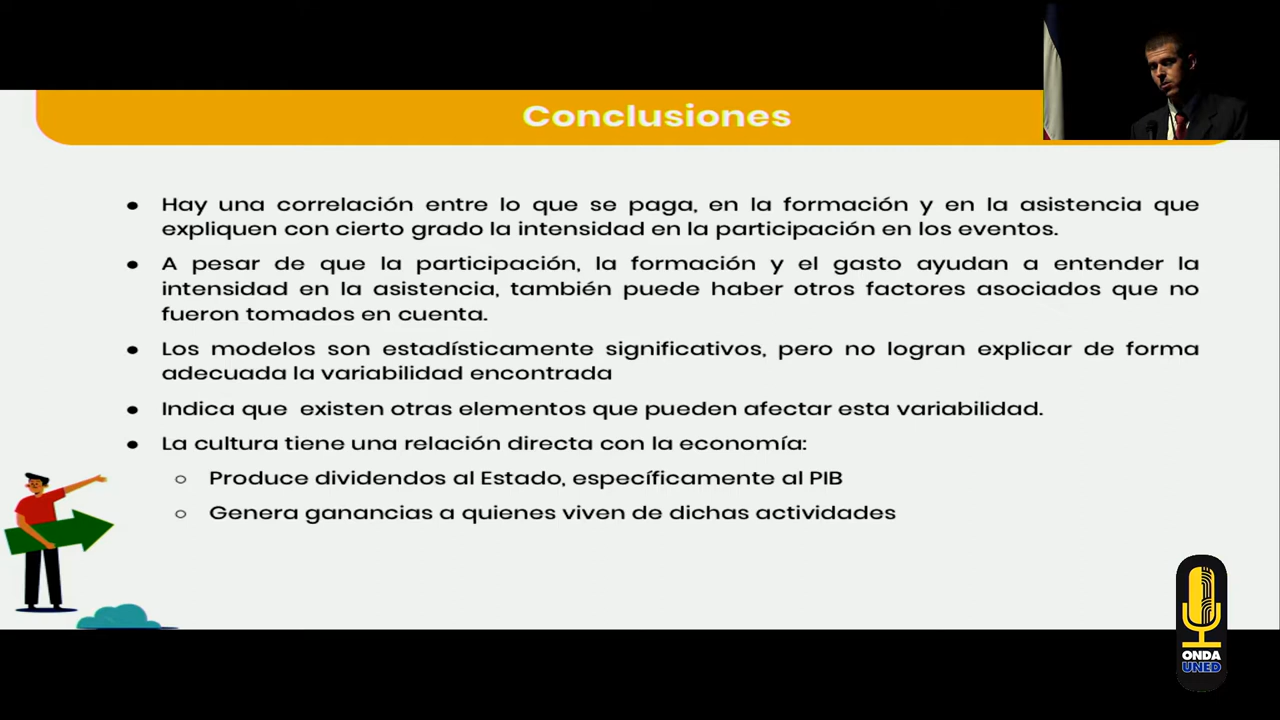 Conclusiones
● Hay una correlación entre lo que se paga, en la formación y en la asistencia que
expliquen con cierto grado la intensidad en la participación en los eventos.
● A pesar de que la participación, la formación y el gasto ayudan a entender la
intensidad en la asistencia, también puede haber otros factores asociados que no
fueron tomados en cuenta.
● Los modelos son estadísticamente significativos, pero no logran explicar de forma
adecuada la variabilidad encontrada
● Indica que existen otras elementos que pueden afectar esta variabilidad.
● La cultura tiene una relación directa con la economía:
○ Produce dividendos al Estado, específicamente al PIB
○ Genera ganancias a quienes viven de dichas actividades
ONDA
UNED